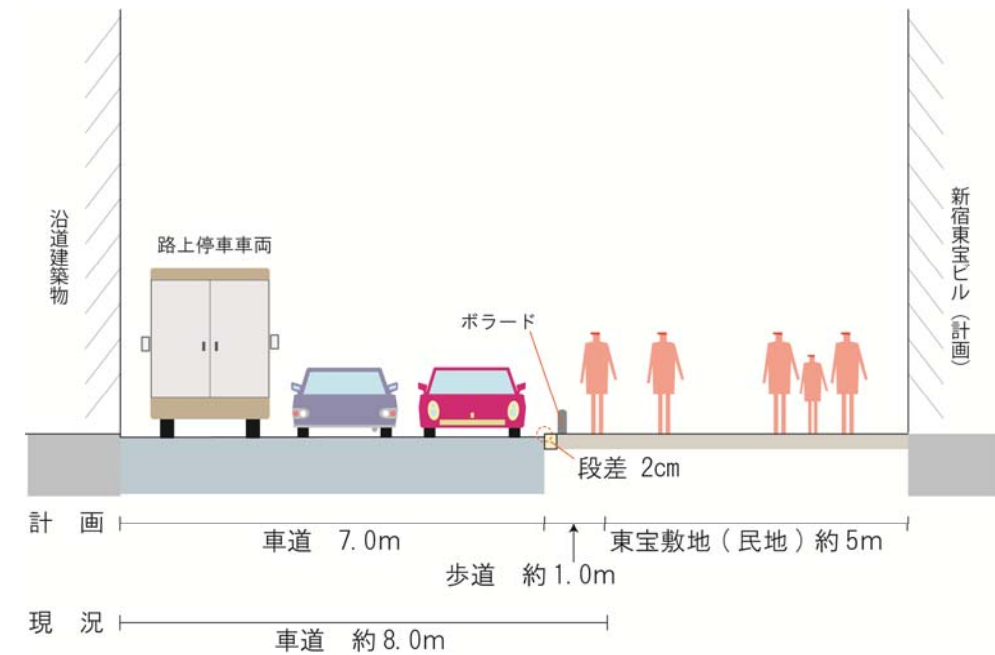 沿道建築物
路上停車車両
ボラード
新宿東宝ビル（計画）
段差 2cm
計　画
車道　7.0m
歩道　約1.0m
東宝敷地（民地）約5m
現　況
車道　約8.0m